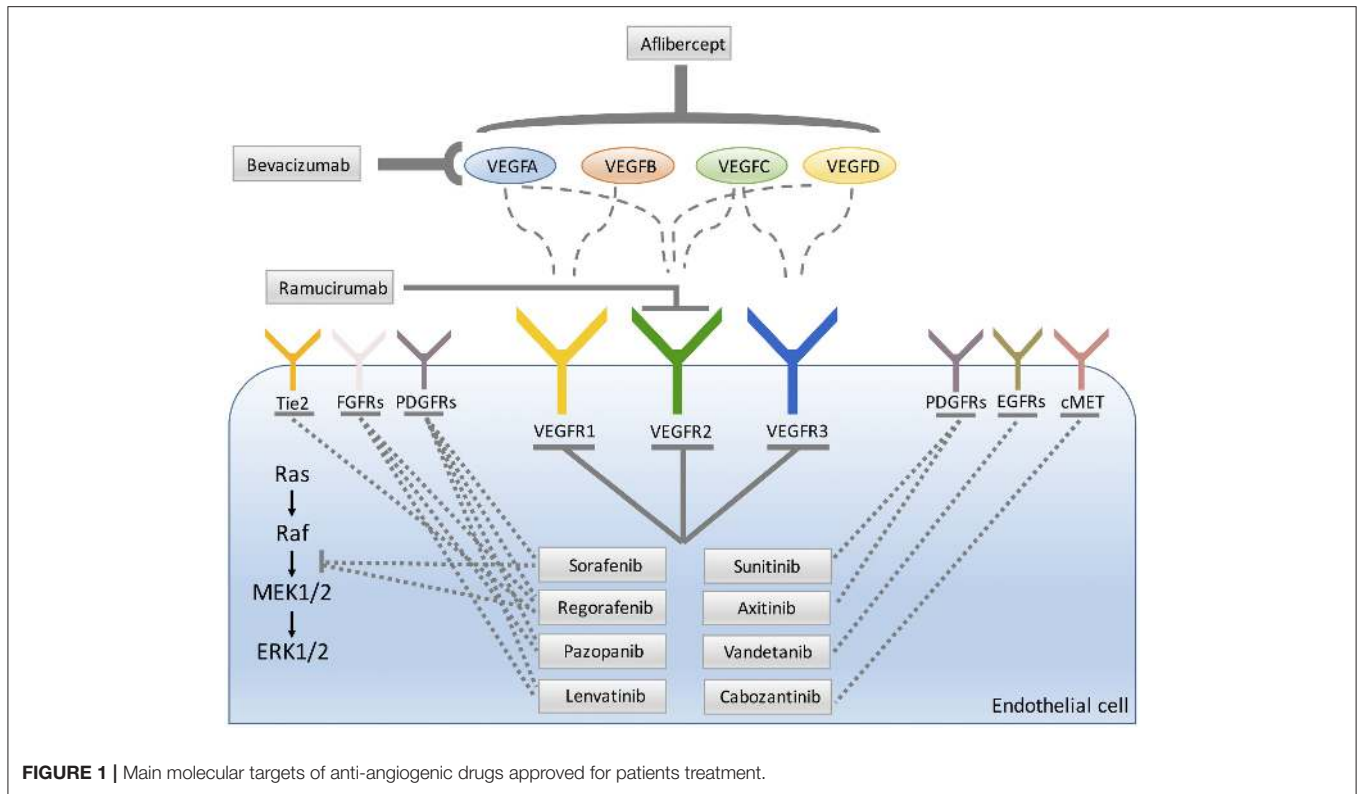 Aflibercept
Bevacizumab
VEGFA
VEGFB
VEGFC
VEGFD
Ramucirumab
Tie2
FGFRs
PDGFRs
PDGFRs
EGFRs
cMET
VEGFR1
VEGFR2
VEGFR3
Ras
Raf
MEK1/2
ERK1/2
Sorafenib
Sunitinib
Regorafenib
Axitinib
Pazopanib
Vandetanib
Lenvatinib
Cabozantinib
Endothelial cell
FIGURE 1 | Main molecular targets of anti-angiogenic drugs approved for patients treatment.